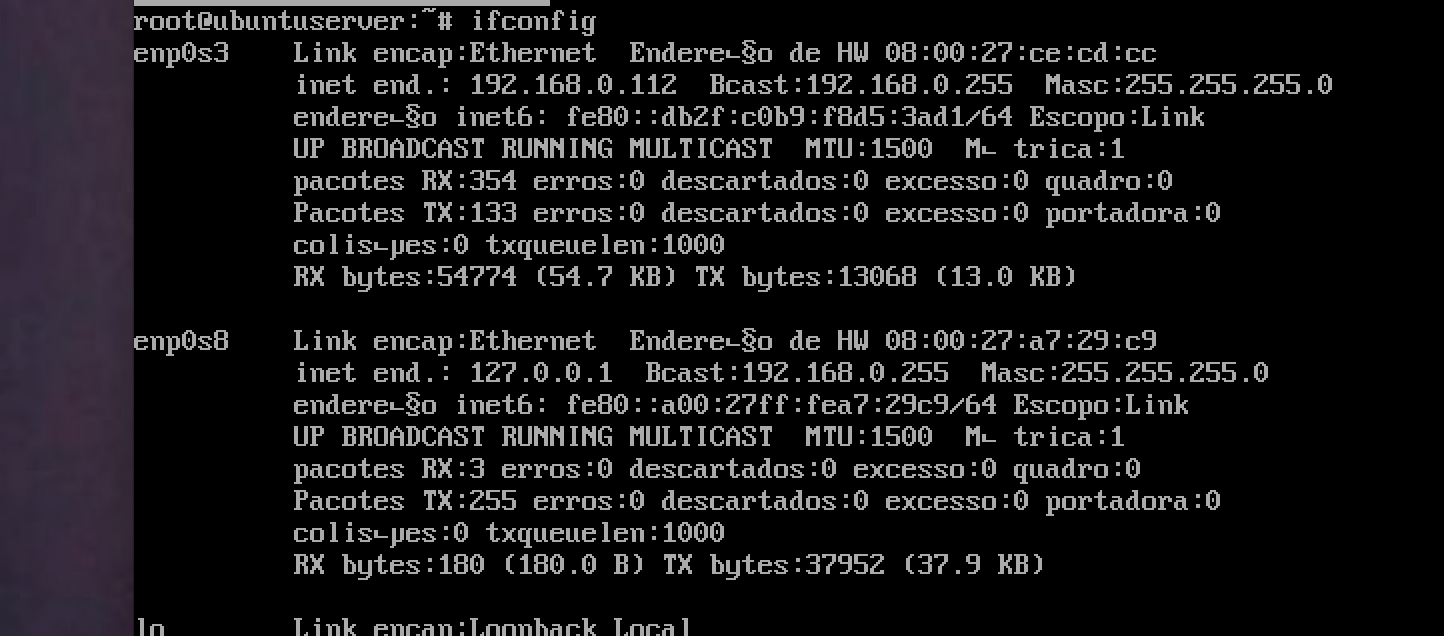 root@ubuntuserver:~# ifconfig
enp0s3    Link encap:Ethernet  Endere⌙§o de HW 08:00:27:ce:cd:cc
          inet end.: 192.168.0.112  Bcast:192.168.0.255  Masc:255.255.255.0
          endere⌙§o inet6: fe80::db2f:c0b9:f8d5:3ad1/64 Escopo:Link
          UP BROADCAST RUNNING MULTICAST  MTU:1500  M⌙ trica:1
          pacotes RX:354 erros:0 descartados:0 excesso:0 quadro:0
          Pacotes TX:133 erros:0 descartados:0 excesso:0 portadora:0
          colis⌙µes:0 txqueuelen:1000
          RX bytes:54774 (54.7 KB) TX bytes:13068 (13.0 KB)
enp0s8    Link encap:Ethernet  Endere⌙§o de HW 08:00:27:a7:29:c9
          inet end.: 127.0.0.1  Bcast:192.168.0.255  Masc:255.255.255.0
          endere⌙§o inet6: fe80::a00:27ff:fea7:29c9/64 Escopo:Link
          UP BROADCAST RUNNING MULTICAST  MTU:1500  M⌙ trica:1
          pacotes RX:3 erros:0 descartados:0 excesso:0 quadro:0
          Pacotes TX:255 erros:0 descartados:0 excesso:0 portadora:0
          colis⌙µes:0 txqueuelen:1000
          RX bytes:180 (180.0 B) TX bytes:37952 (37.9 KB)
lo        Link encap:Loopback Local